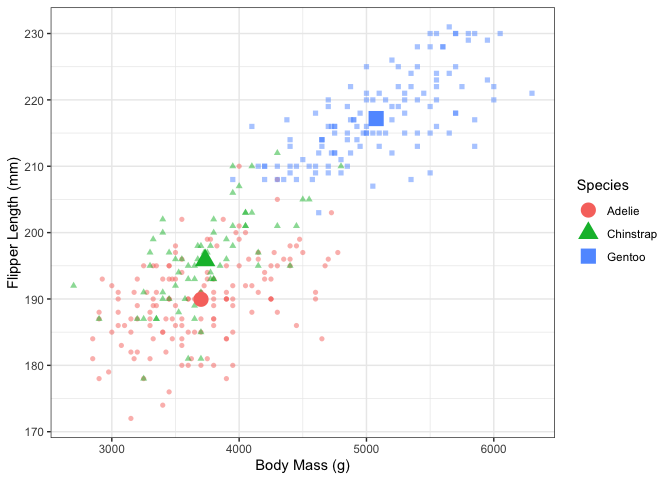 230
220
210
200
190
180
170
Flipper Length (mm)
3000 4000 5000 6000
Body Mass (g)
Species
Adelie
Chinstrap
Gentoo